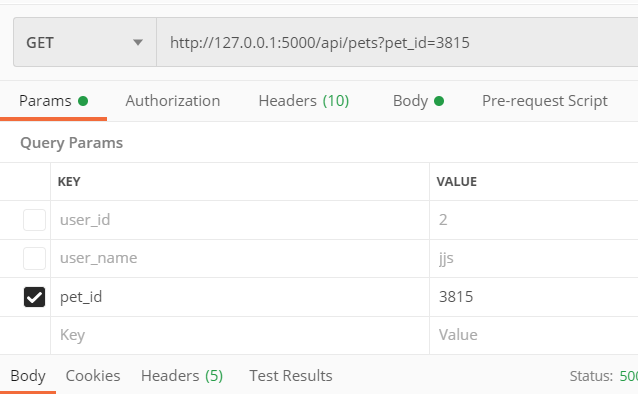 GET http://127.0.0.1:5000/api/pets?pet_id=3815
Params Authorization Headers (10) Body Pre-request Script
Query Params
KEY VALUE
user_id 2
user_name jjs
pet_id 3815
Key Value
Body Cookies Headers (5) Test Results Status: 500